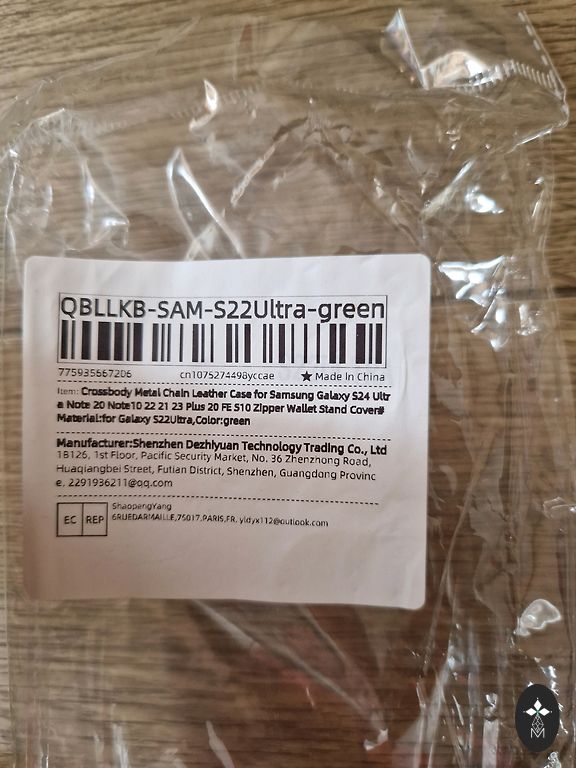 QBLLKB-SAM-S22Ultra-green
775935667206 cn1075274498yccae ★ Made In China
Item: Crossbody Metal Chain Leather Case for Samsung Galaxy S24 Ultr
a Note 20 Note10 22 21 23 Plus 20 FE S10 Zipper Wallet Stand Cover#
Material:for Galaxy S22Ultra,Color:green
Manufacturer:Shenzhen Dezhiyuan Technology Trading Co., Ltd
1B126, 1st Floor, Pacific Security Market, No. 36 Zhenzhong Road,
Huaqiangbei Street, Futian District, Shenzhen, Guangdong Provinc
e. 2291936211@qq.com
EC REP
ShaopengYang
6RUEDARMAILLE,75017,PARIS,FR, yldyx112@outlook.com
M